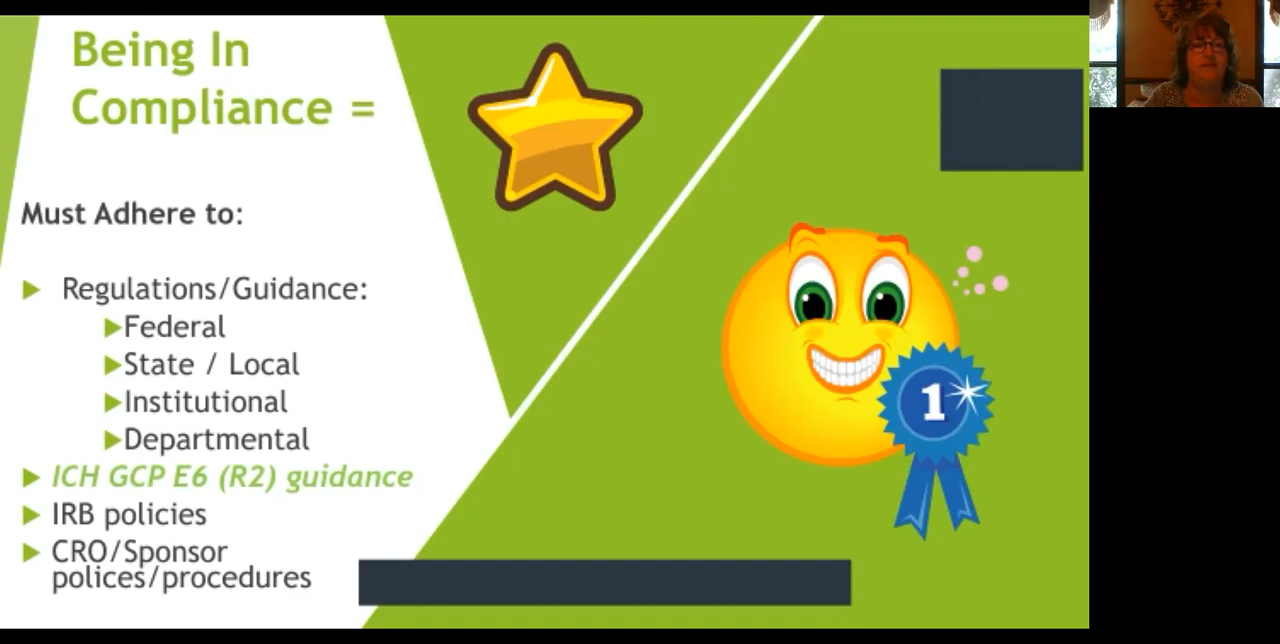 Being In
Compliance =
Must Adhere to:
Regulations/Guidance:
Federal
State / Local
Institutional
Departmental
ICH GCP E6 (R2) guidance
IRB policies
CRO/Sponsor
polices/procedures
1